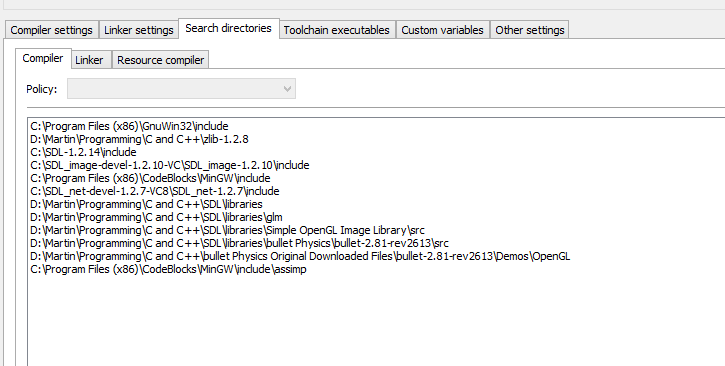 Compiler settings Linker settings Search directories Toolchain executables Custom variables Other settings
Compiler Linker Resource compiler
Policy:
C:\Program Files (x86)\GnuWin32\include
D:\Martin\Programming\C and C++\zlib-1.2.8
C:\SDL-1.2.14\include
C:\SDL_image-devel-1.2.10-VC\SDL_image-1.2.10\include
C:\Program Files (x86)\CodeBlocks\MinGW\include
C:\SDL_net-devel-1.2.7-VC8\SDL_net-1.2.7\include
D:\Martin\Programming\C and C++\SDL\libraries
D:\Martin\Programming\C and C++\SDL\libraries\glm
D:\Martin\Programming\C and C++\SDL\libraries\Simple OpenGL Image Library\src
D:\Martin\Programming\C and C++\SDL\libraries\bullet Physics\bullet-2.81-rev2613\src
D:\Martin\Programming\C and C++\bullet Physics Original Downloaded Files\bullet-2.81-rev2613\Demos\OpenGL
C:\Program Files (x86)\CodeBlocks\MinGW\include\assimp